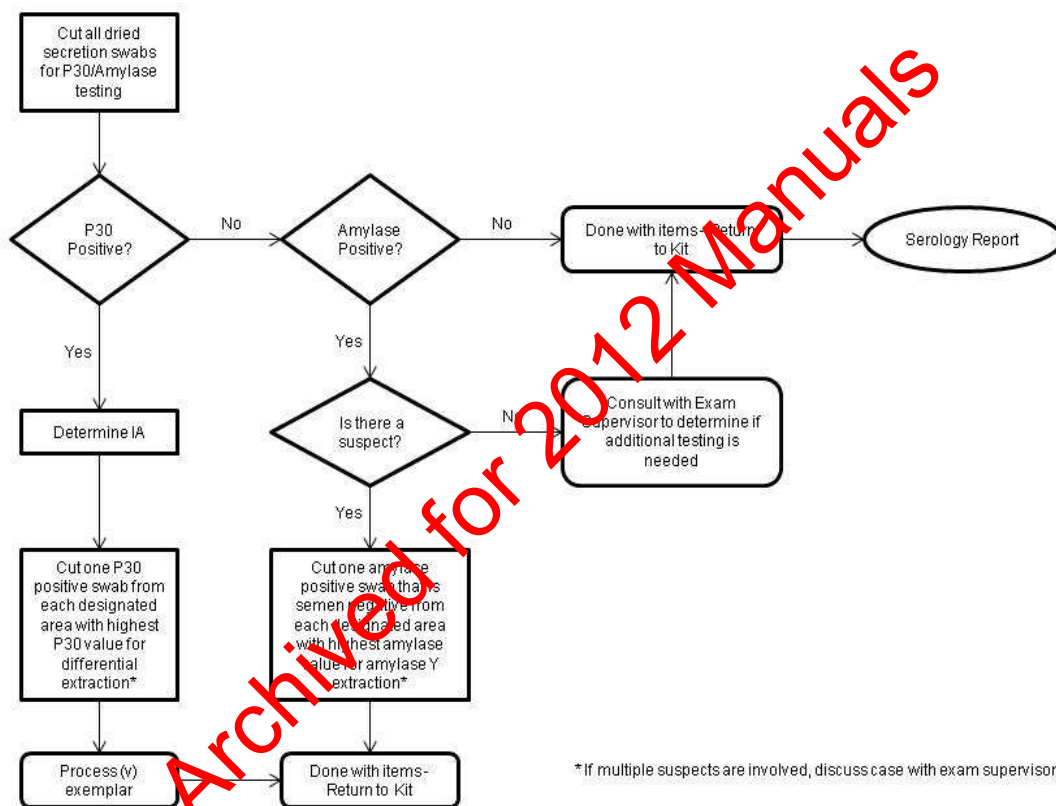 Cut all dried
secretion swabs
for P30/Amylase
testing
P30
Positive?
No
Amylase
Positive?
No
Done with items- Return
to Kit
Serology Report
Yes
Yes
Determine IA
Is there a
suspect?
No
Consult with Exam
Supervisor to determine if
additional testing is
needed
Yes
Cut one P30
positive swab from
each designated
area with highest
P30 value for
differential
extraction*
Cut one amylase
positive swab that is
semen negative from
each designated area
with highest amylase
value for amylase Y
extraction*
Process (v)
exemplar
Done with items-
Return to Kit
* If multiple suspects are involved, discuss case with exam supervisor
Archived for 2012 Manuals